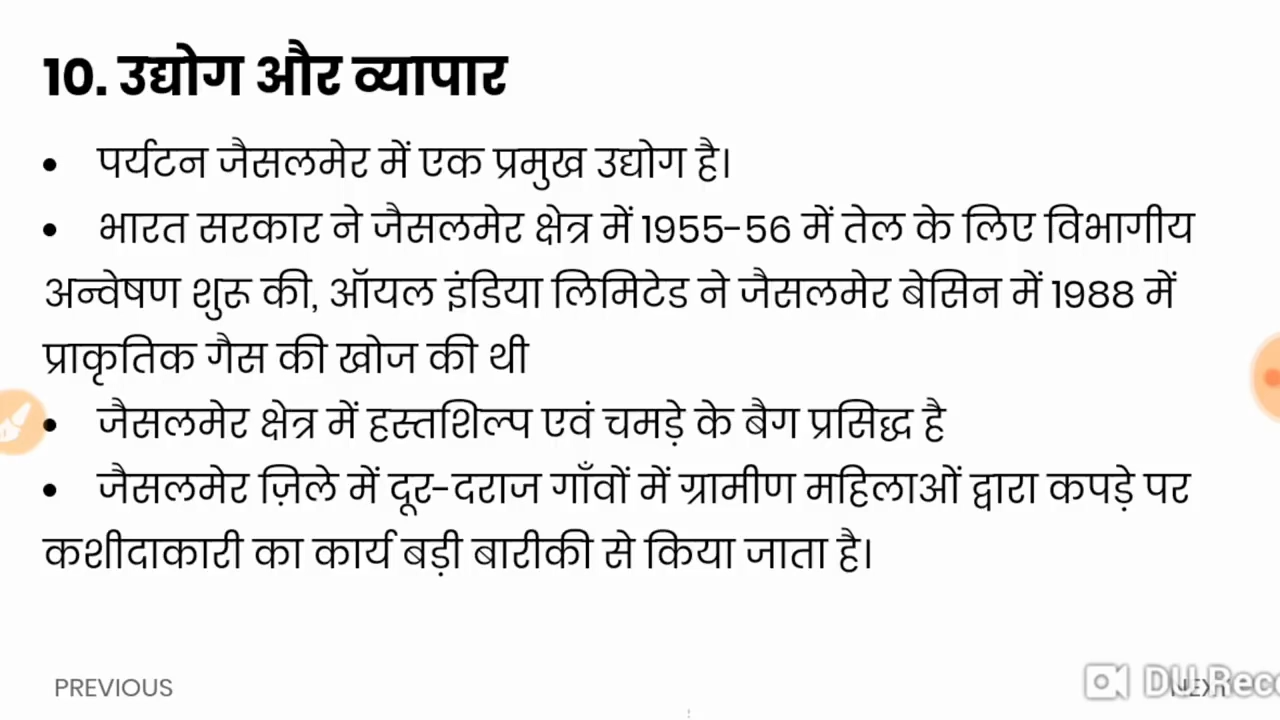 10. उद्योग और व्यापार
• पर्यटन जैसलमेर में एक प्रमुख उद्योग है।
• भारत सरकार ने जैसलमेर क्षेत्र में 1955-56 में तेल के लिए विभागीय
अन्वेषण शुरू की, ऑयल इंडिया लिमिटेड ने जैसलमेर बेसिन में 1988 में
प्राकृतिक गैस की खोज की थी
• जैसलमेर क्षेत्र में हस्तशिल्प एवं चमड़े के बैग प्रसिद्ध है
• जैसलमेर ज़िले में दूर-दराज गाँवों में ग्रामीण महिलाओं द्वारा कपड़े पर
कशीदाकारी का कार्य बड़ी बारीकी से किया जाता है।
PREVIOUS
NEXT